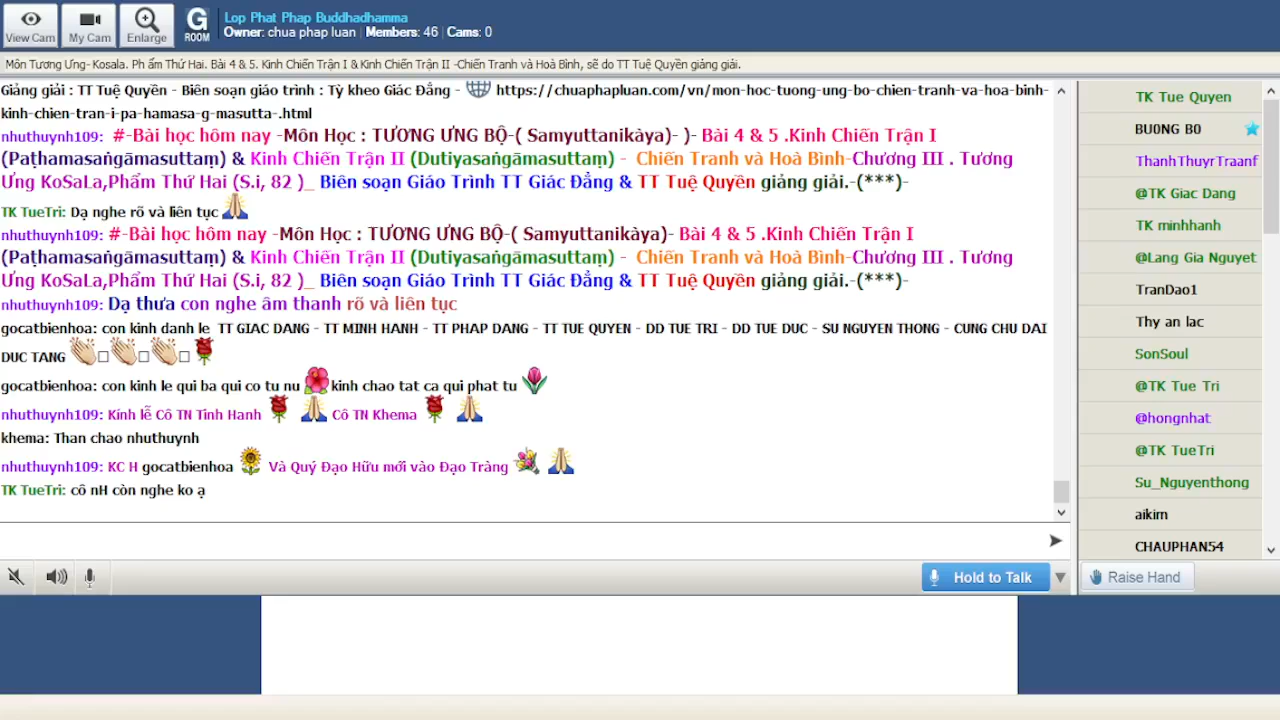 View Cam
My Cam
Enlarge
G
ROOM
Lop Phat Phap Buddhadhamma
Owner: chua phap luan | Members: 46 | Cams: 0
Môn Tương Ưng- Kosala. Ph ẩm Thứ Hai. Bài 4 & 5. Kinh Chiến Trận I & Kinh Chiến Trận II -Chiến Tranh và Hoà Bình, sẽ do TT Tuệ Quyền giảng giải.
Giảng giải : TT Tuệ Quyền - Biên soạn giáo trình : Tỳ kheo Giác Đẳng - https://chuaphapluan.com/vn/mon-hoc-tuong-ung-bo-chien-tranh-va-hoa-binh-
kinh-chien-tran-i-pa-hamasa-g-masutta-.html
nhuthuynh109: #-Bài học hôm nay -Môn Học : TƯƠNG ƯNG BỘ-( Samyuttanikàya)- )- Bài 4 & 5 .Kinh Chiến Trận I
(Paṭhamasaṅgāmasuttaṃ) & Kinh Chiến Trận II (Dutiyasaṅgāmasuttaṃ) - Chiến Tranh và Hoà Bình-Chương III . Tương
Ưng KoSaLa,Phẩm Thứ Hai (S.i, 82 )_ Biên soạn Giáo Trình TT Giác Đẳng & TT Tuệ Quyền giảng giải.-(***)-
TK TueTri: Dạ nghe rõ và liên tục
nhuthuynh109: #-Bài học hôm nay -Môn Học : TƯƠNG ƯNG BỘ-( Samyuttanikàya)- Bài 4 & 5 .Kinh Chiến Trận I
(Paṭhamasaṅgāmasuttaṃ) & Kinh Chiến Trận II (Dutiyasaṅgāmasuttaṃ) - Chiến Tranh và Hoà Bình-Chương III . Tương
Ưng KoSaLa,Phẩm Thứ Hai (S.i, 82 )_ Biên soạn Giáo Trình TT Giác Đẳng & TT Tuệ Quyền giảng giải.-(***)-
nhuthuynh109: Dạ thưa con nghe âm thanh rõ và liên tục
gocatbienhoa: con kinh danh le TT GIAC DANG - TT MINH HANH - TT PHAP DANG - TT TUE QUYEN - DD TUE TRI - DD TUE DUC - SU NGUYEN THONG - CUNG CHU DAI
DUC TANG
gocatbienhoa: con kinh le qui ba qui co tu nu kinh chao tat ca qui phat tu
nhuthuynh109: Kính lễ Cô TN Tinh Hanh Cô TN Khema
khema: Than chao nhuthuynh
nhuthuynh109: KC H gocatbienhoa Và Quý Đạo Hữu mới vào Đạo Tràng
TK TueTri: cô nH còn nghe ko ạ
TK Tue Quyen
BU0NG B0
ThanhThuyrTraanf
@TK Giac Dang
TK minhhanh
@Lang Gia Nguyet
TranDao1
Thy an lac
SonSoul
@TK Tue Tri
@hongnhat
@TK TueTri
Su_Nguyenthong
aikim
CHAUPHAN54
Hold to Talk
Raise Hand